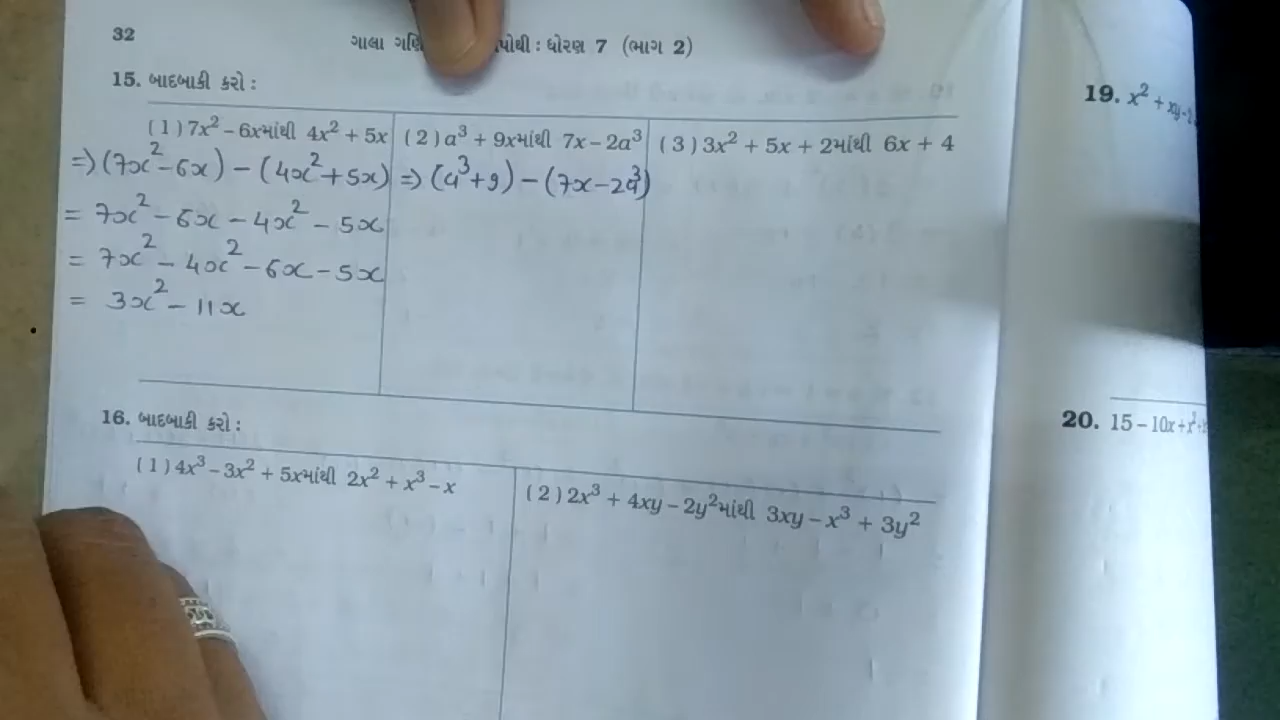 32
ગાલા ગણિ પોથી : ધોરણ 7 (ભાગ 2)
15. બાદબાકી કરો :
(1) 7x² – 6xમાંથી 4x² + 5x
⇒ (7x² – 6x) – (4x² + 5x)
= 7x² – 6x – 4x² – 5x
= 7x² – 4x² – 6x – 5x
= 3x² – 11x
(2) a³ + 9xમાંથી 7x – 2a³
⇒ (a³ + 9) – (7x – 2a³)
(3) 3x² + 5x + 2માંથી 6x + 4
16. બાદબાકી કરો :
(1) 4x³ – 3x² + 5xમાંથી 2x² + x³ – x
(2) 2x³ + 4xy – 2y²માંથી 3xy – x³ + 3y²
19. x² + xy – 2
20. 15 – 10x + x²